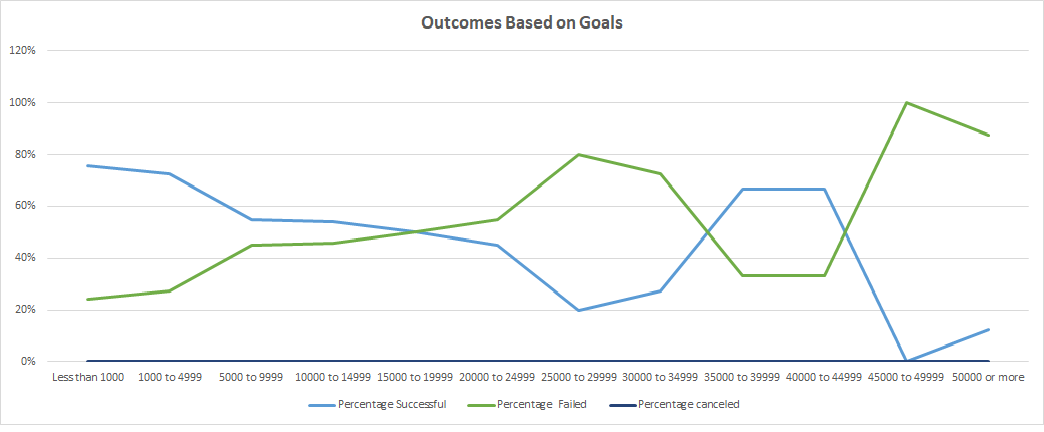 Outcomes Based on Goals
120%
100%
80%
60%
40%
20%
0%
Less than 1000 1000 to 4999 5000 to 9999 10000 to 14999 15000 to 19999 20000 to 24999 25000 to 29999 30000 to 34999 35000 to 39999 40000 to 44999 45000 to 49999 50000 or more
Percentage Successful Percentage Failed Percentage canceled